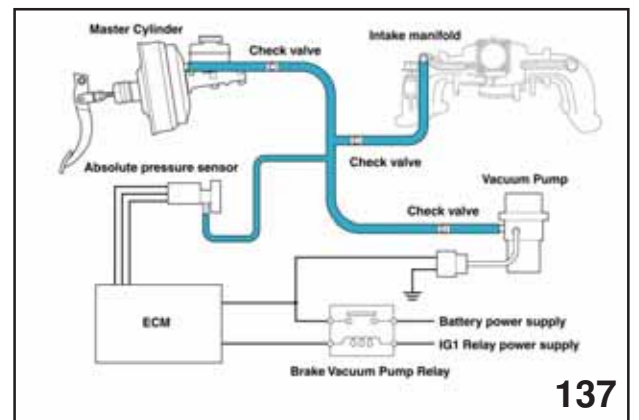 Master Cylinder
Check valve
Intake manifold
Check valve
Absolute pressure sensor
Vacuum Pump
Check valve
ECM
Battery power supply
IG1 Relay power supply
Brake Vacuum Pump Relay
137